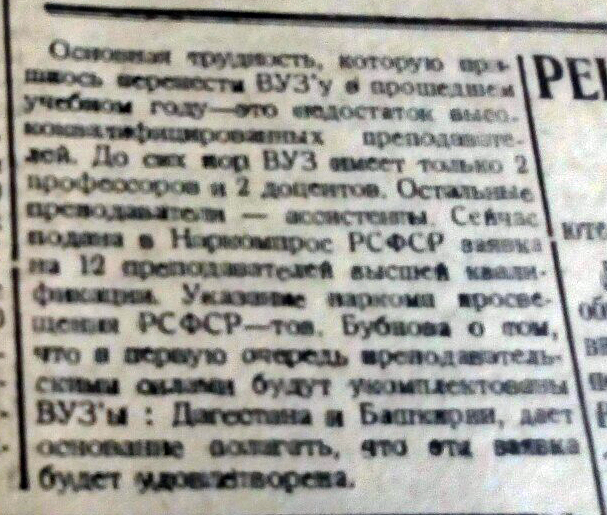 Основная трудность, которую при-
шлось перенести ВУЗ'у в прошедшем
учебном году—это недостаток высо-
коквалифицированных преподавате-
лей. До сих пор ВУЗ имеет только 2
профессоров и 2 доцентов. Остальные
преподаватели — ассистенты. Сейчас
подана в Наркомпрос РСФСР заявка
на 12 преподавателей высшей квали-
фикации. Указание наркома просве-
щения РСФСР—тов. Бубнова о том,
что в первую очередь преподаватель-
скими силами будут укомплектованы
ВУЗ'ы : Дагестана и Башкирии, дает
основание полагать, что эта заявка
будет удовлетворена.
РЕ
юте
об